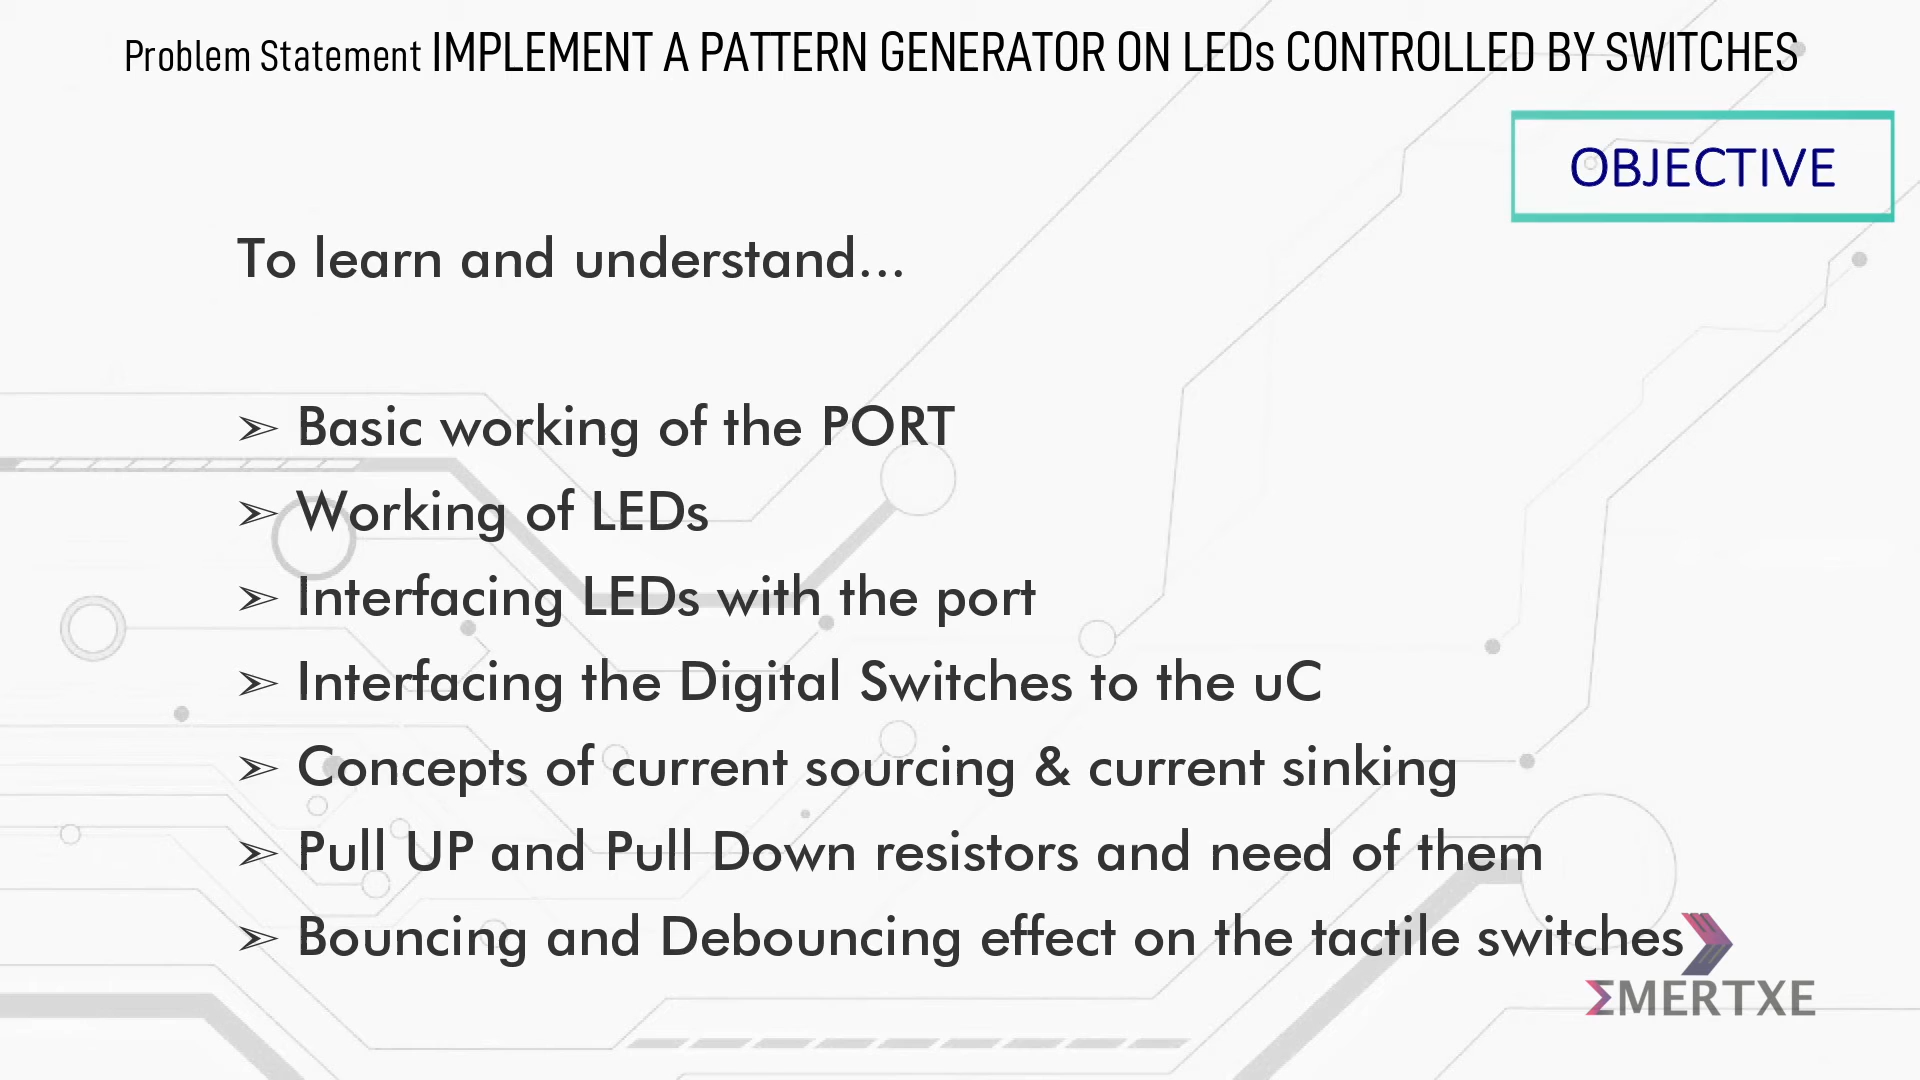 Problem Statement IMPLEMENT A PATTERN GENERATOR ON LEDs CONTROLLED BY SWITCHES
OBJECTIVE
To learn and understand...
➢ Basic working of the PORT
➢ Working of LEDs
➢ Interfacing LEDs with the port
➢ Interfacing the Digital Switches to the uC
➢ Concepts of current sourcing & current sinking
➢ Pull UP and Pull Down resistors and need of them
➢ Bouncing and Debouncing effect on the tactile switches
ΣMERTXE